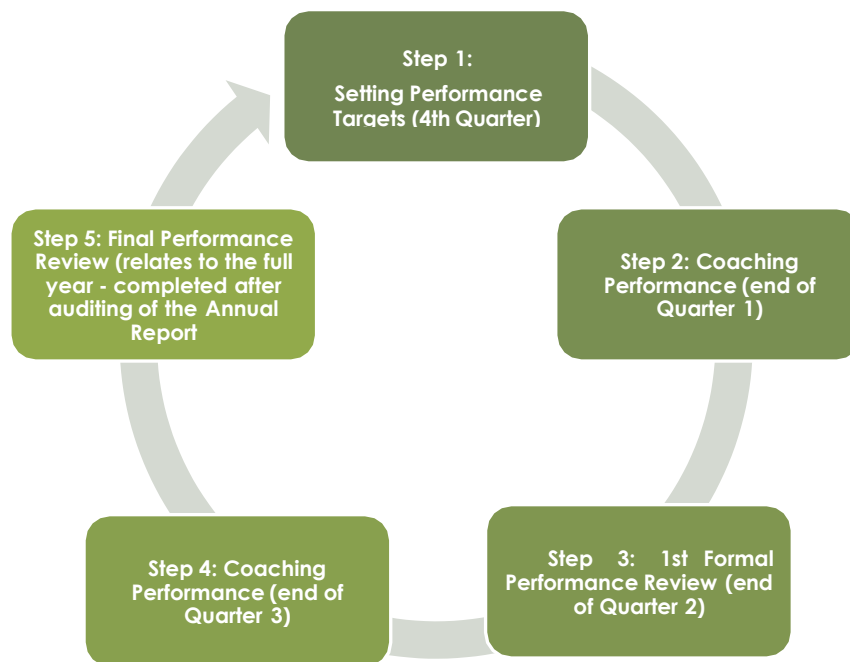 Step 1:
Setting Performance
Targets (4th Quarter)
Step 2: Coaching
Performance (end of
Quarter 1)
Step 3: 1st Formal
Performance Review (end
of Quarter 2)
Step 4: Coaching
Performance (end of
Quarter 3)
Step 5: Final Performance
Review (relates to the full
year - completed after
auditing of the Annual
Report